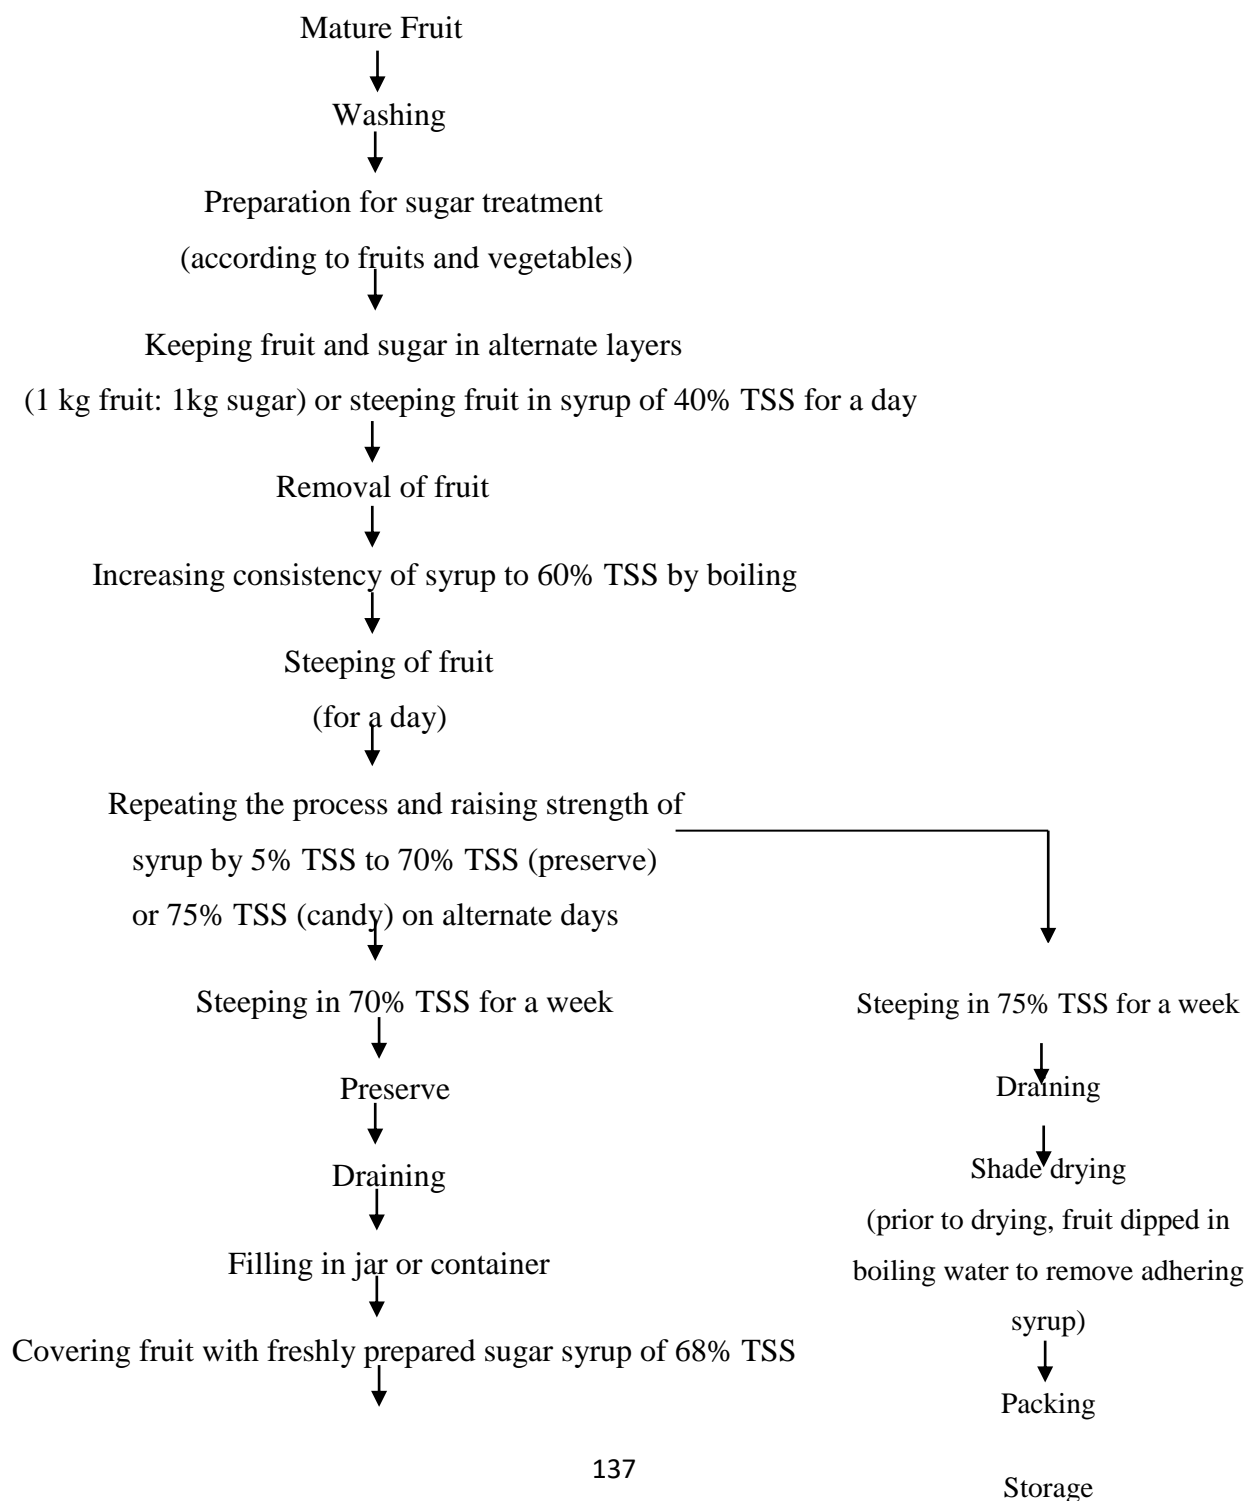 Mature Fruit
Washing
Preparation for sugar treatment
(according to fruits and vegetables)
Keeping fruit and sugar in alternate layers
(1 kg fruit: 1kg sugar) or steeping fruit in syrup of 40% TSS for a day
Removal of fruit
Increasing consistency of syrup to 60% TSS by boiling
Steeping of fruit
(for a day)
Repeating the process and raising strength of
syrup by 5% TSS to 70% TSS (preserve)
or 75% TSS (candy) on alternate days
Steeping in 70% TSS for a week
Preserve
Draining
Filling in jar or container
Covering fruit with freshly prepared sugar syrup of 68% TSS
Steeping in 75% TSS for a week
Draining
Shade drying
(prior to drying, fruit dipped in
boiling water to remove adhering
syrup)
Packing
Storage
137